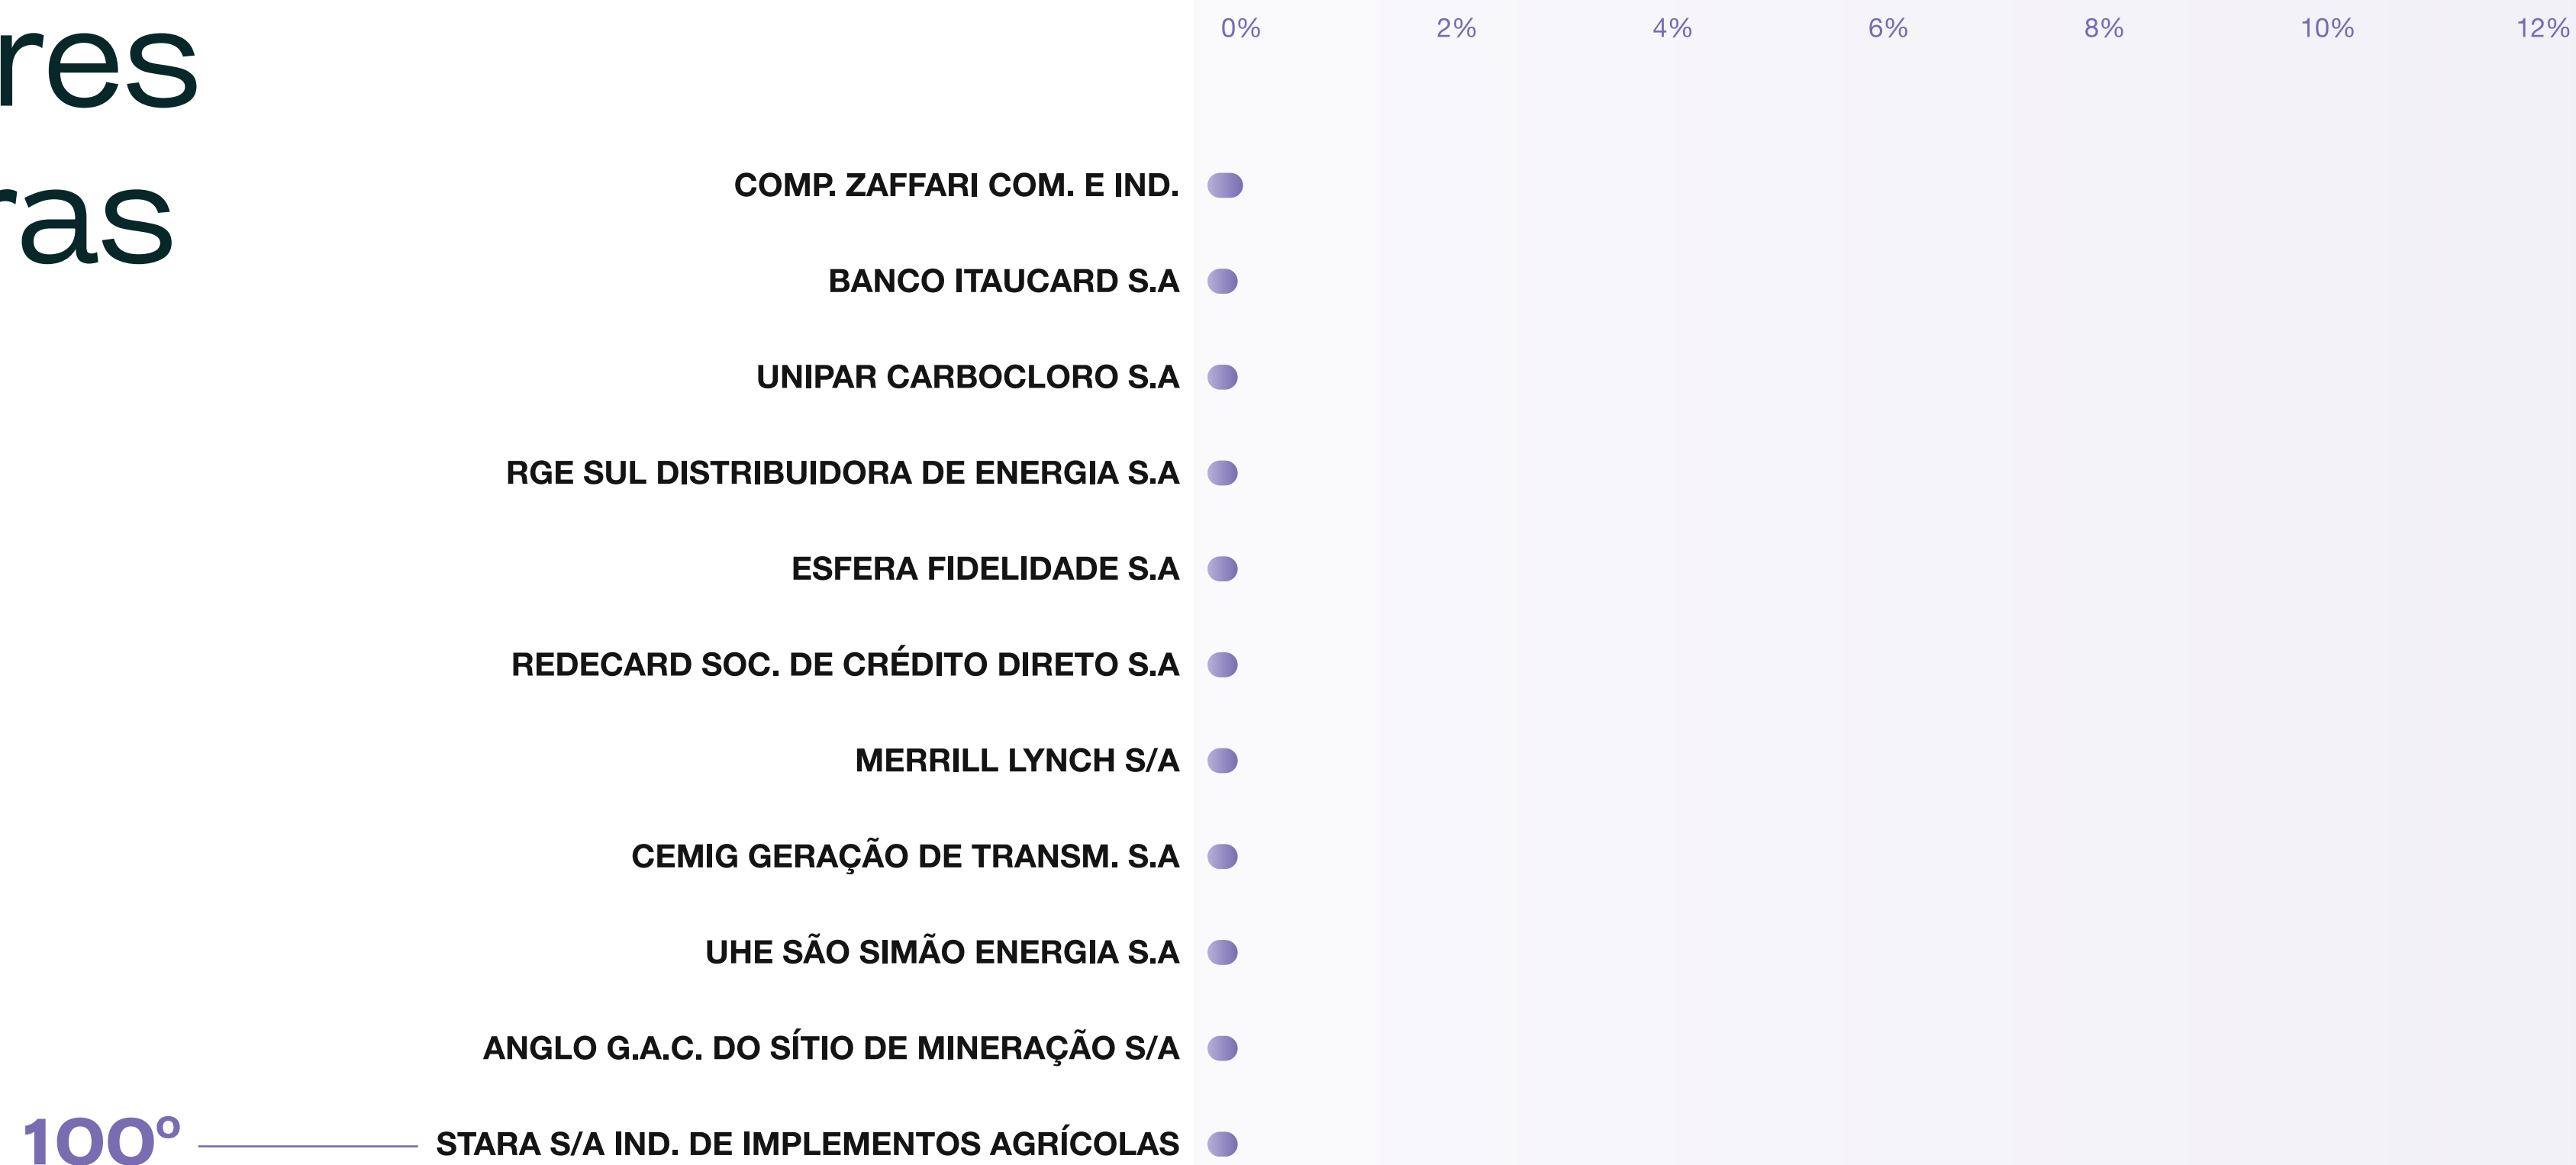 res
ras
0% 2% 4% 6% 8% 10% 12%
COMP. ZAFFARI COM. E IND.
BANCO ITAUCARD S.A
UNIPAR CARBOCLORO S.A
RGE SUL DISTRIBUIDORA DE ENERGIA S.A
ESFERA FIDELIDADE S.A
REDECARD SOC. DE CRÉDITO DIRETO S.A
MERRILL LYNCH S/A
CEMIG GERAÇÃO DE TRANSM. S.A
UHE SÃO SIMÃO ENERGIA S.A
ANGLO G.A.C. DO SÍTIO DE MINERAÇÃO S/A
100º STARA S/A IND. DE IMPLEMENTOS AGRÍCOLAS